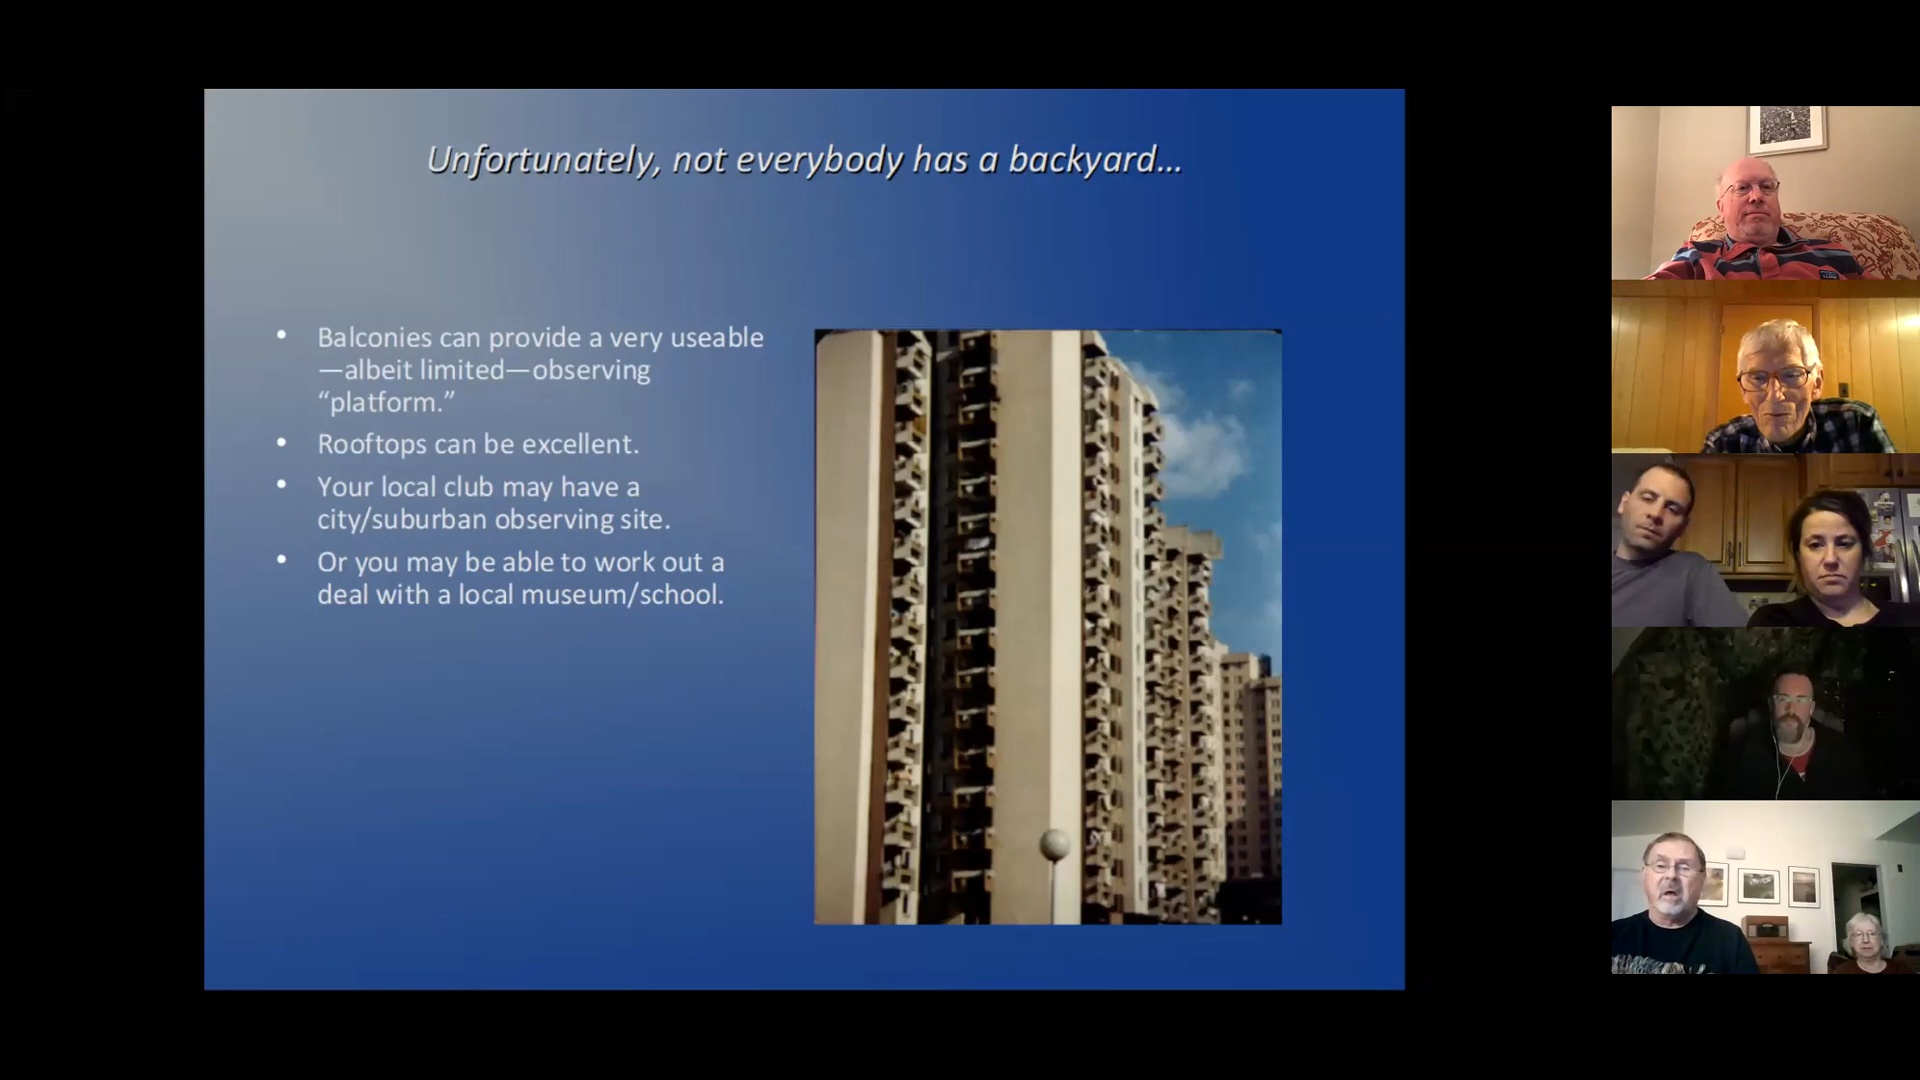 Unfortunately, not everybody has a backyard...
• Balconies can provide a very useable
—albeit limited—observing
“platform.”
• Rooftops can be excellent.
• Your local club may have a
city/suburban observing site.
• Or you may be able to work out a
deal with a local museum/school.